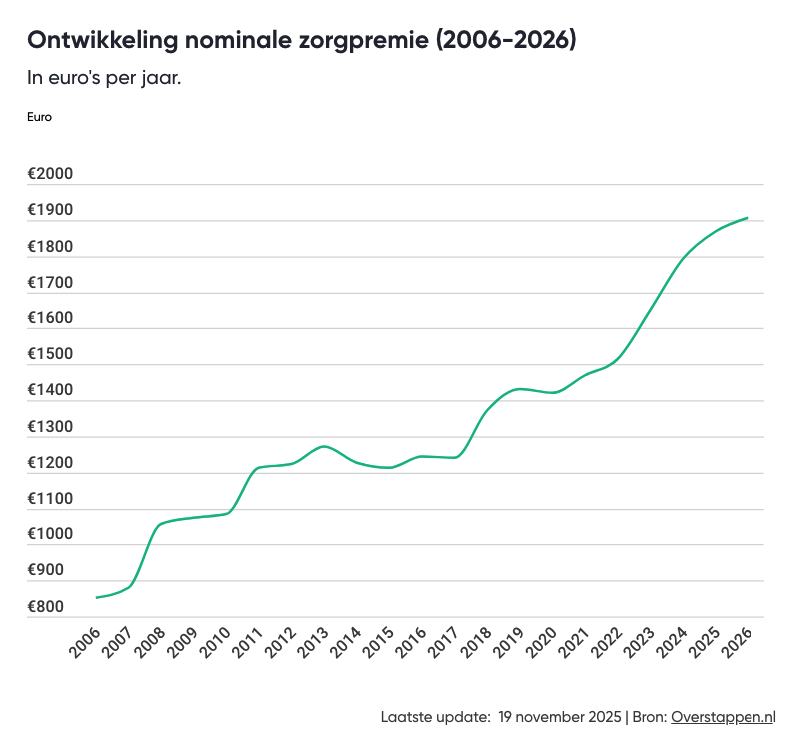 Ontwikkeling nominale zorgpremie (2006-2026)
In euro's per jaar.
Euro
€2000
€1900
€1800
€1700
€1600
€1500
€1400
€1300
€1200
€1100
€1000
€900
€800
2006 2007 2008 2009 2010 2011 2012 2013 2014 2015 2016 2017 2018 2019 2020 2021 2022 2023 2024 2025 2026
Laatste update: 19 november 2025 | Bron: Overstappen.nl